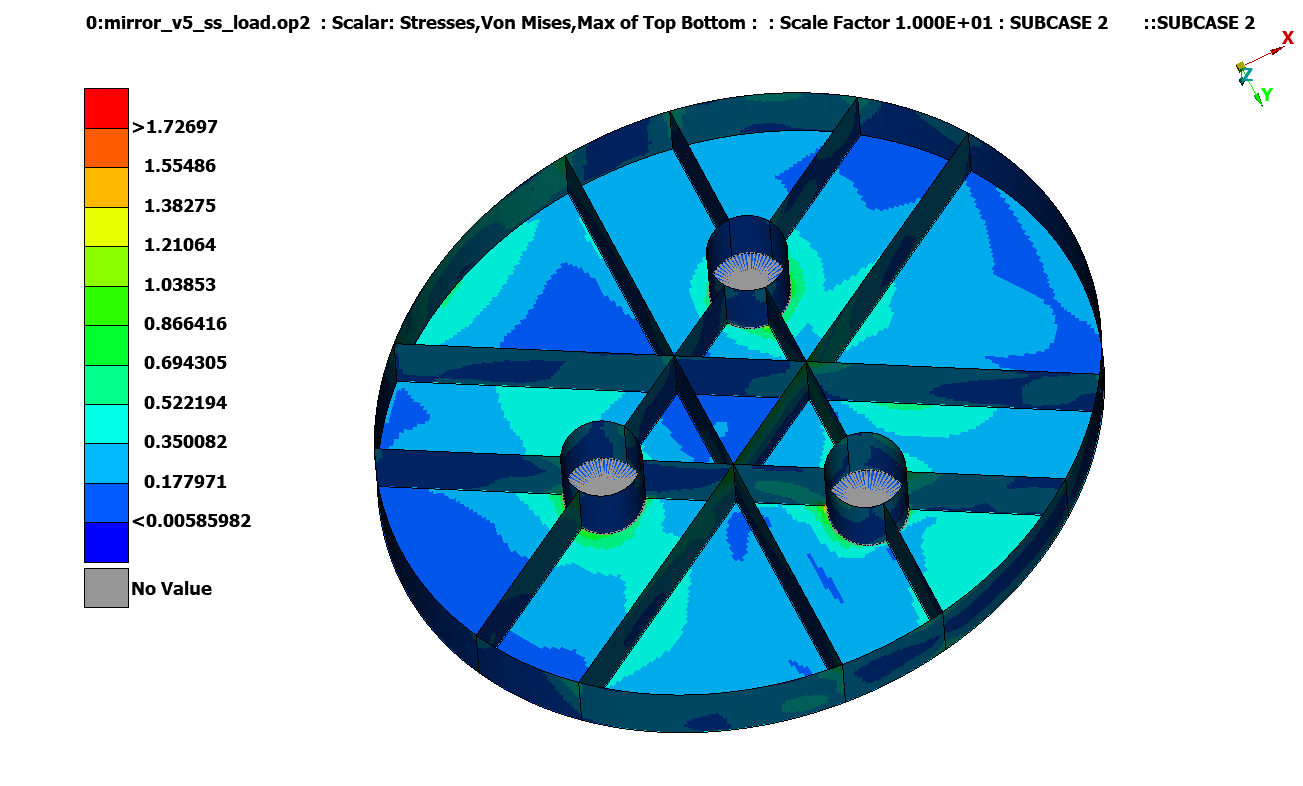 0:mirror_v5_ss_load.op2 : Scalar: Stresses,Von Mises,Max of Top Bottom : : Scale Factor 1.000E+01 : SUBCASE 2 ::SUBCASE 2
X
Z
Y
>1.72697
1.55486
1.38275
1.21064
1.03853
0.866416
0.694305
0.522194
0.350082
0.177971
<0.00585982
No Value